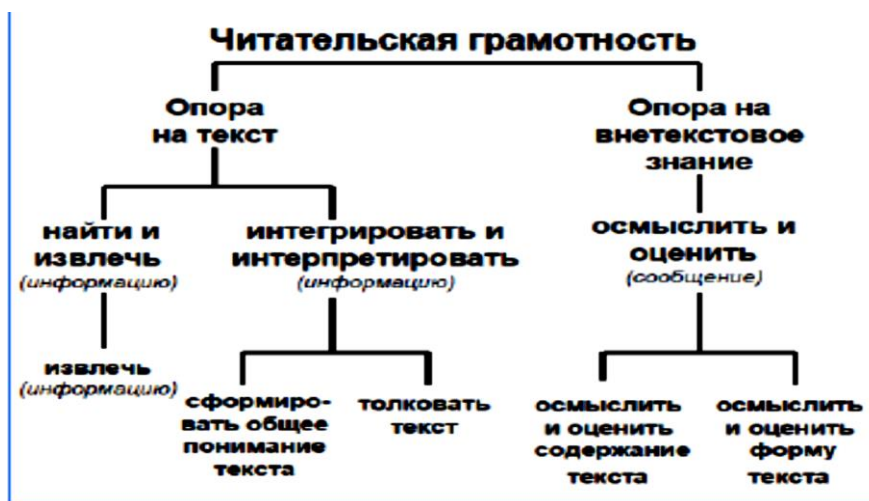 Читательская грамотность
Опора
на текст
Опора на
внетекстовое
знание
найти и
извлечь
(информацию)
интегрировать и
интерпретировать
(информацию)
осмыслить и
оценить
(сообщение)
извлечь
(информацию)
сформиро-
вать общее
понимание
текста
толковать
текст
осмыслить
и оценить
содержание
текста
осмыслить
и оценить
форму
текста